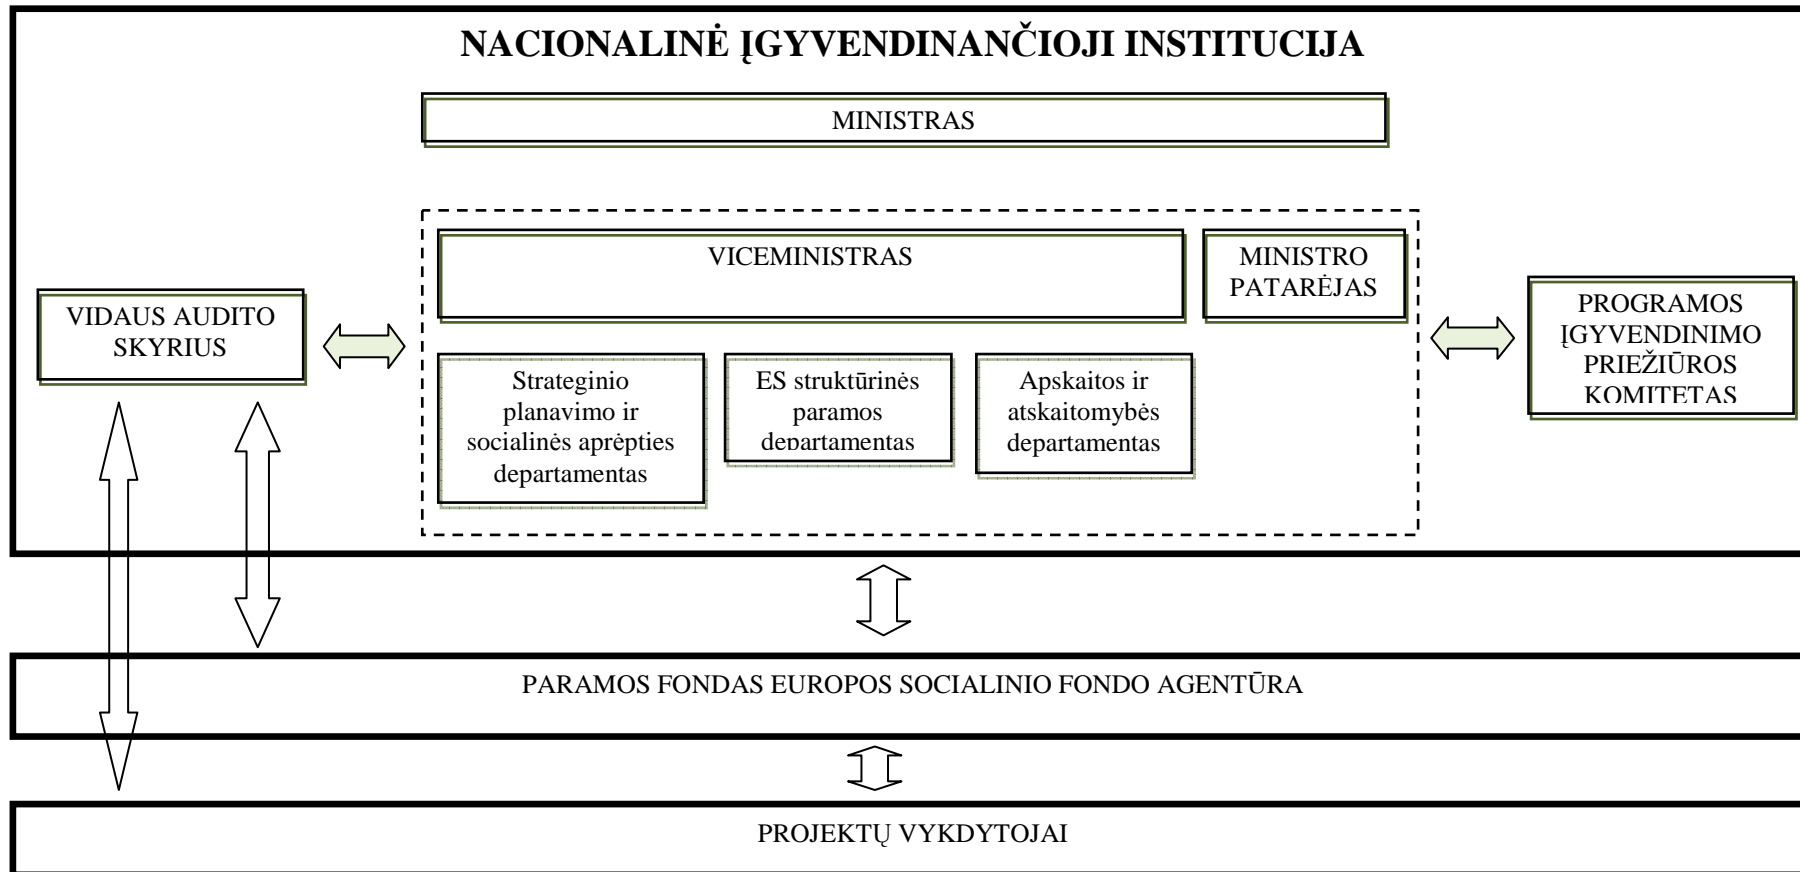 NACIONALINĖ ĮGYVENDINANČIOJI INSTITUCIJA
MINISTRAS
VICEMINISTRAS
MINISTRO
PATARĖJAS
VIDAUS AUDITO
SKYRIUS
PROGRAMOS
ĮGYVENDINIMO
PRIEŽIŪROS
KOMITETAS
Strateginio
planavimo ir
socialinės aprėpties
departamentas
ES struktūrinės
paramos
departamentas
Apskaitos ir
atskaitomybės
departamentas
PARAMOS FONDAS EUROPOS SOCIALINIO FONDO AGENTŪRA
PROJEKTŲ VYKDYTOJAI